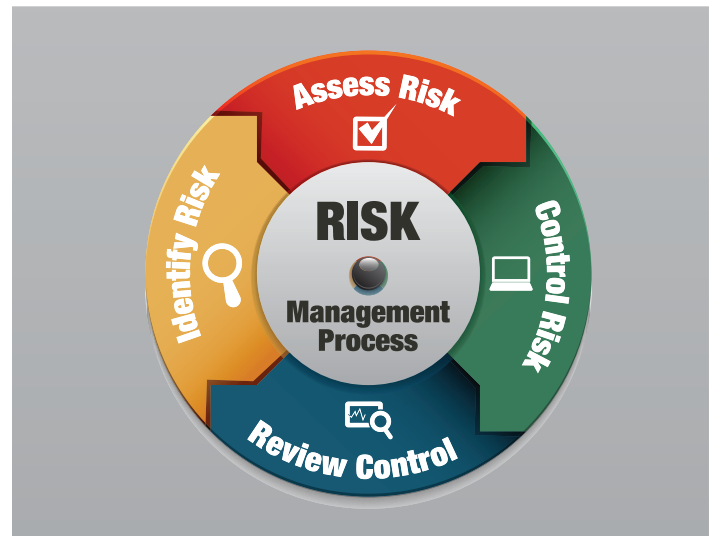 Assess Risk
Identify Risk
RISK
Management
Process
Control Risk
Review Control